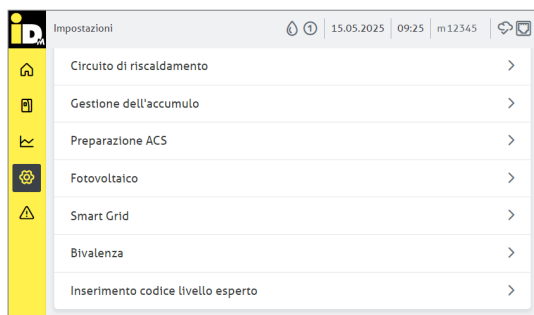 iDM
Impostazioni 1 15.05.2025 09:25 m12345
Circuito di riscaldamento
Gestione dell'accumulo
Preparazione ACS
Fotovoltaico
Smart Grid
Bivalenza
Inserimento codice livello esperto